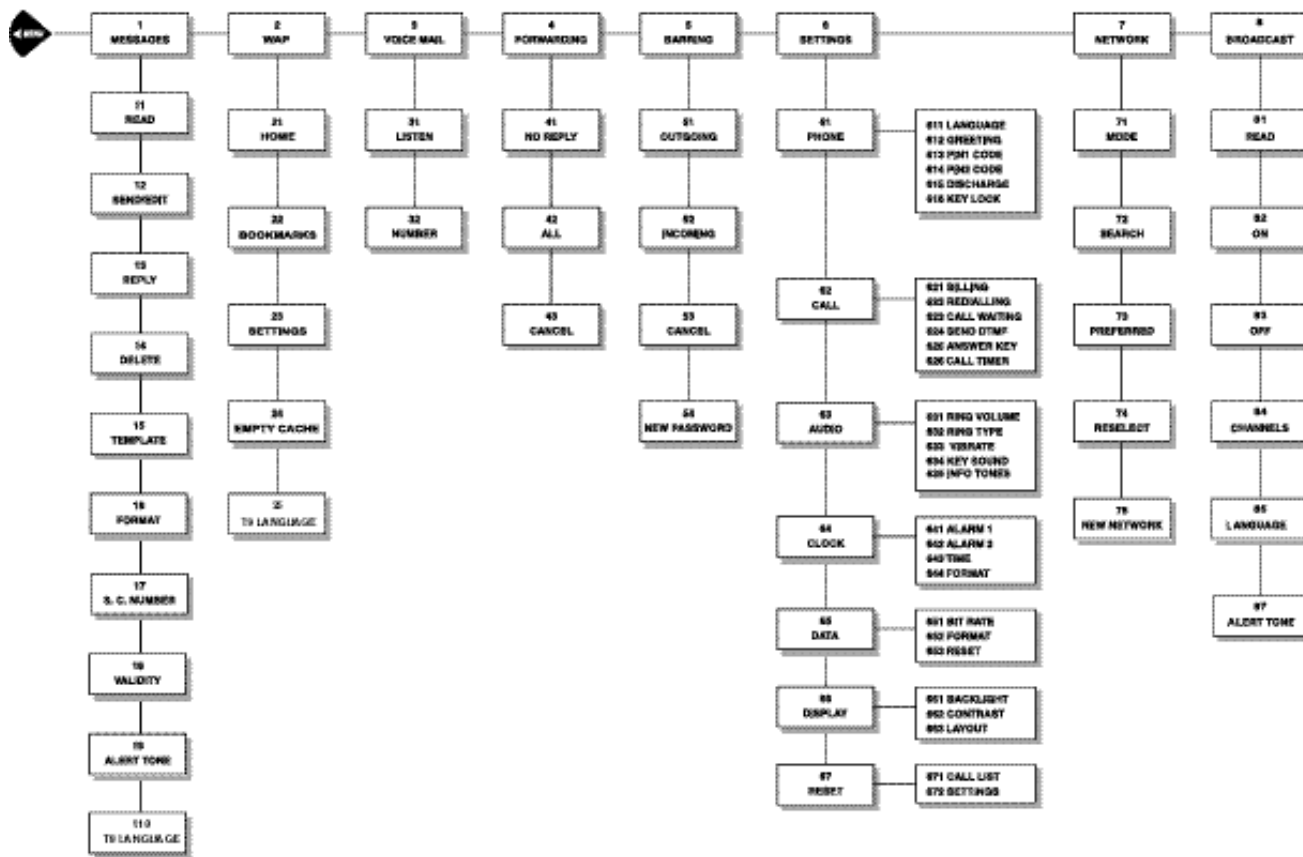 MENU
1
MESSAGES
11
READ
12
SEND/EDIT
13
REPLY
14
DELETE
15
TEMPLATE
16
FORMAT
17
S. C. NUMBER
18
VALIDITY
19
ALERT TONE
110
T9 LANGUAGE
2
WAP
21
HOME
22
BOOKMARKS
23
SETTINGS
24
EMPTY CACHE
25
T9 LANGUAGE
3
VOICE MAIL
31
LISTEN
32
NUMBER
4
FORWARDING
41
NO REPLY
42
ALL
43
CANCEL
5
BARRING
51
OUTGOING
52
INCOMING
53
CANCEL
54
NEW PASSWORD
6
SETTINGS
61
PHONE
611 LANGUAGE
612 GREETING
613 PIN1 CODE
614 PIN2 CODE
615 DISCHARGE
616 KEY LOCK
62
CALL
621 BILLING
622 REDIALLING
623 CALL WAITING
624 SEND DTMF
625 ANSWER KEY
626 CALL TIMER
63
AUDIO
631 RING VOLUME
632 RING TYPE
633 VIBRATE
634 KEY SOUND
635 INFO TONES
64
CLOCK
641 ALARM 1
642 ALARM 2
643 TIME
644 FORMAT
65
DATA
651 BIT RATE
652 FORMAT
653 RESET
66
DISPLAY
661 BACKLIGHT
662 CONTRAST
663 LAYOUT
67
RESET
671 CALL LIST
672 SETTINGS
7
NETWORK
71
MODE
72
SEARCH
73
PREFERRED
74
RESELECT
75
NEW NETWORK
8
BROADCAST
81
READ
82
ON
83
OFF
84
CHANNELS
85
LANGUAGE
87
ALERT TONE